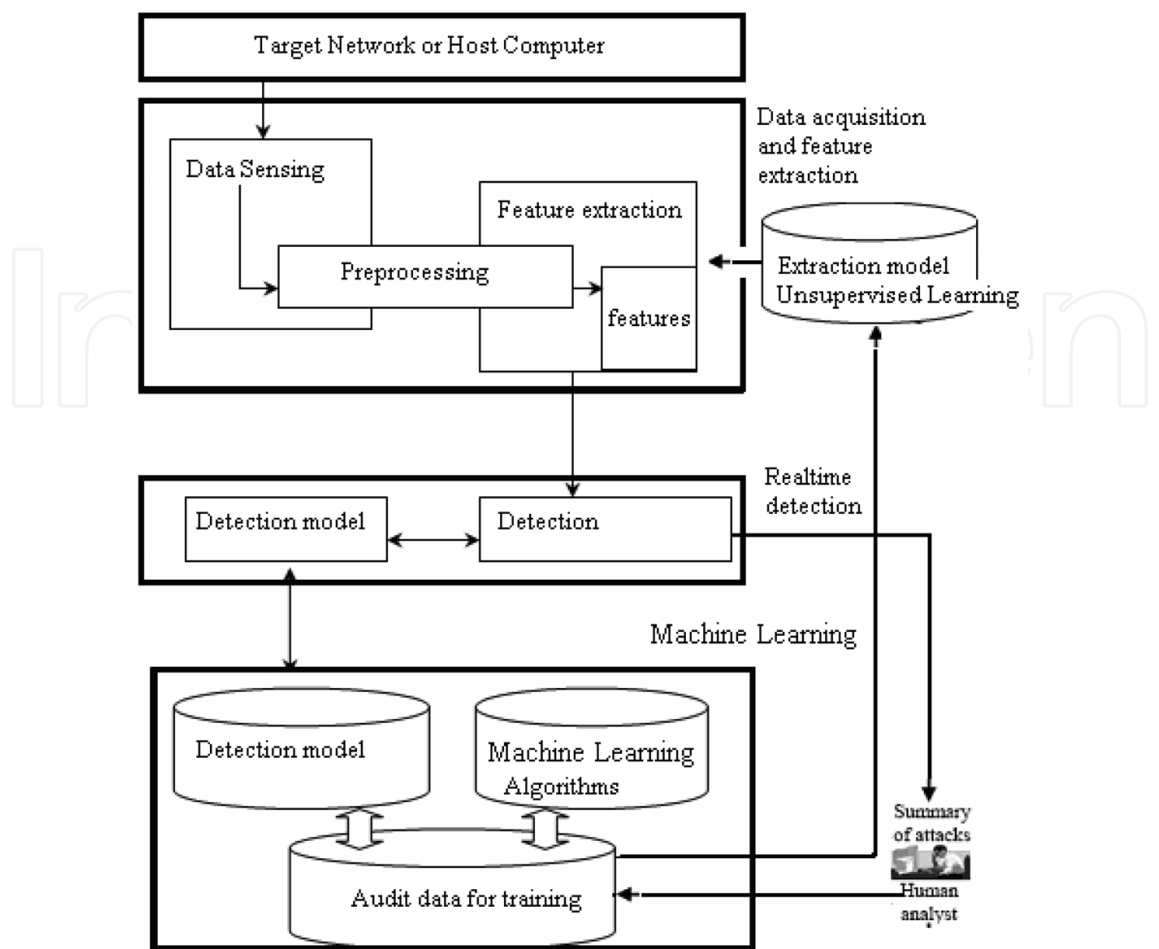 Target Network or Host Computer
Data acquisition
and feature
extraction
Data Sensing
Feature extraction
Preprocessing
features
Extraction model
Unsupervised Learning
Realtime
detection
Detection model
Detection
Machine Learning
Detection model
Machine Learning
Algorithms
Audit data for training
Summary
of attacks
Human
analyst